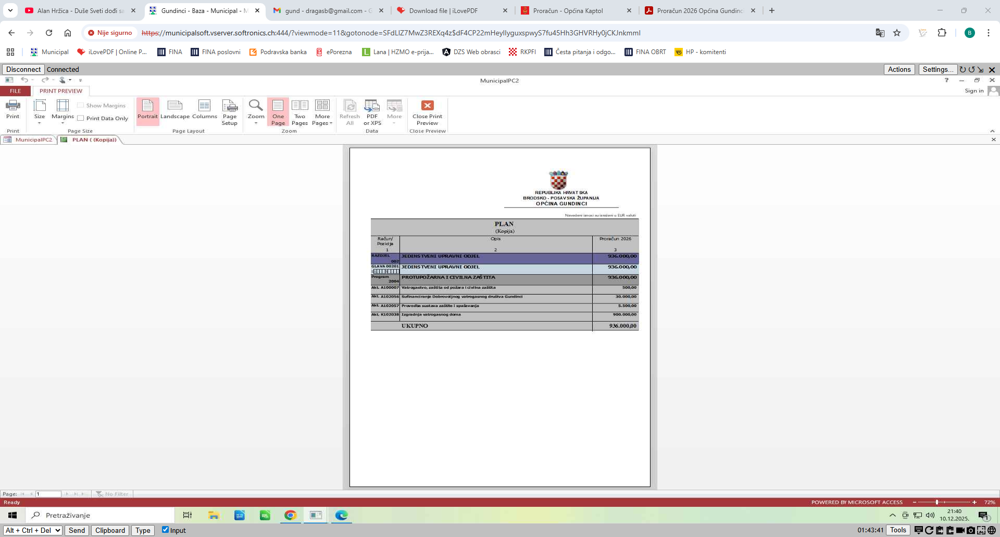 Alan Hržica - Duše Sveti dođi sa
Gundinci - Baza - Municipal - M
gund - dragasb@gmail.com - G
Download file | iLovePDF
Proračun - Općina Kaptol
Proračun 2026 Općina Gundinc
Nije sigurno
https://municipalsoft.vserver.softronics.ch:444/?viewmode=11&gotonode=SFdLIZ7MwZ3REXq4z$dF4CP22mHeyIlyguxspwyS7fu45Hh3GHVRHy0jCKJnkmmI
B
Municipal
iLovePDF | Online P...
FINA
FINA poslovni
Podravska banka
ePorezna
Lana | HZMO e-prija...
DZS Web obrasci
RKPFI
Česta pitanja i odgo...
FINA OBRT
HP - komitenti
Disconnect Connected
Actions
Settings...
MunicipalPC2
FILE
PRINT PREVIEW
Sign in
Print
Size
Margins
Show Margins
Print Data Only
Portrait
Landscape
Columns
Page Setup
Zoom
One Page
Two Pages
More Pages
Refresh All
PDF or XPS
More
Close Print Preview
Print
Page Size
Page Layout
Zoom
Data
Close Preview
MunicipalPC2
PLAN ( (Kopija))
REPUBLIKA HRVATSKA
BRODSKO - POSAVSKA ŽUPANIJA
OPĆINA GUNDINCI
Navedeni iznosi su izraženi u EUR valuti
PLAN
(Kopija)
Račun/ Pozicija
Opis
Proračun 2026
1
2
3
RAZDJEL 002 JEDINSTVENI UPRAVNI ODJEL 936.000,00
GLAVA 00201 JEDINSTVENI UPRAVNI ODJEL 936.000,00
Program 2004 PROTUPOŽARNA I CIVILNA ZAŠTITA 936.000,00
Akt. A100007 Vatrogastvo, zaštita od požara i civilna zaštita 500,00
Akt. A102056 Sufinanciranje Dobrovoljnog vatrogasnog društva Gundinci 30.000,00
Akt. A102057 Provedba sustava zaštite i spašavanja 5.500,00
Akt. K102038 Izgradnja vatrogasnog doma 900.000,00
UKUPNO 936.000,00
Page:
1
No Filter
Ready
POWERED BY MICROSOFT ACCESS
72%
Pretraživanje
21:40
10.12.2025.
1
Alt + Ctrl + Del
Send
Clipboard
Type
Input
01:43:41
Tools